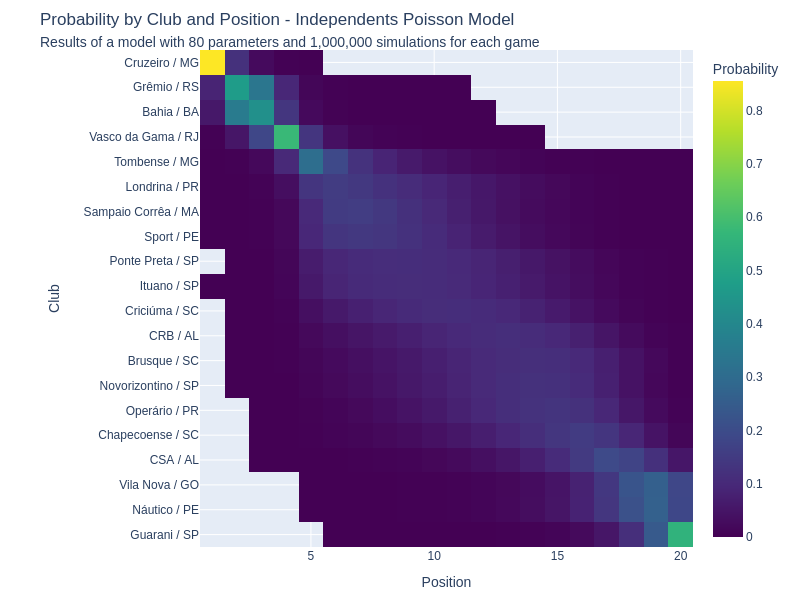 Probability by Club and Position - Independents Poisson Model
Results of a model with 80 parameters and 1,000,000 simulations for each game
Club
Cruzeiro / MG
Grêmio / RS
Bahia / BA
Vasco da Gama / RJ
Tombense / MG
Londrina / PR
Sampaio Corrêa / MA
Sport / PE
Ponte Preta / SP
Ituano / SP
Criciúma / SC
CRB / AL
Brusque / SC
Novorizontino / SP
Operário / PR
Chapecoense / SC
CSA / AL
Vila Nova / GO
Náutico / PE
Guarani / SP
5 10 15 20
Position
Probability
0.8
0.7
0.6
0.5
0.4
0.3
0.2
0.1
0